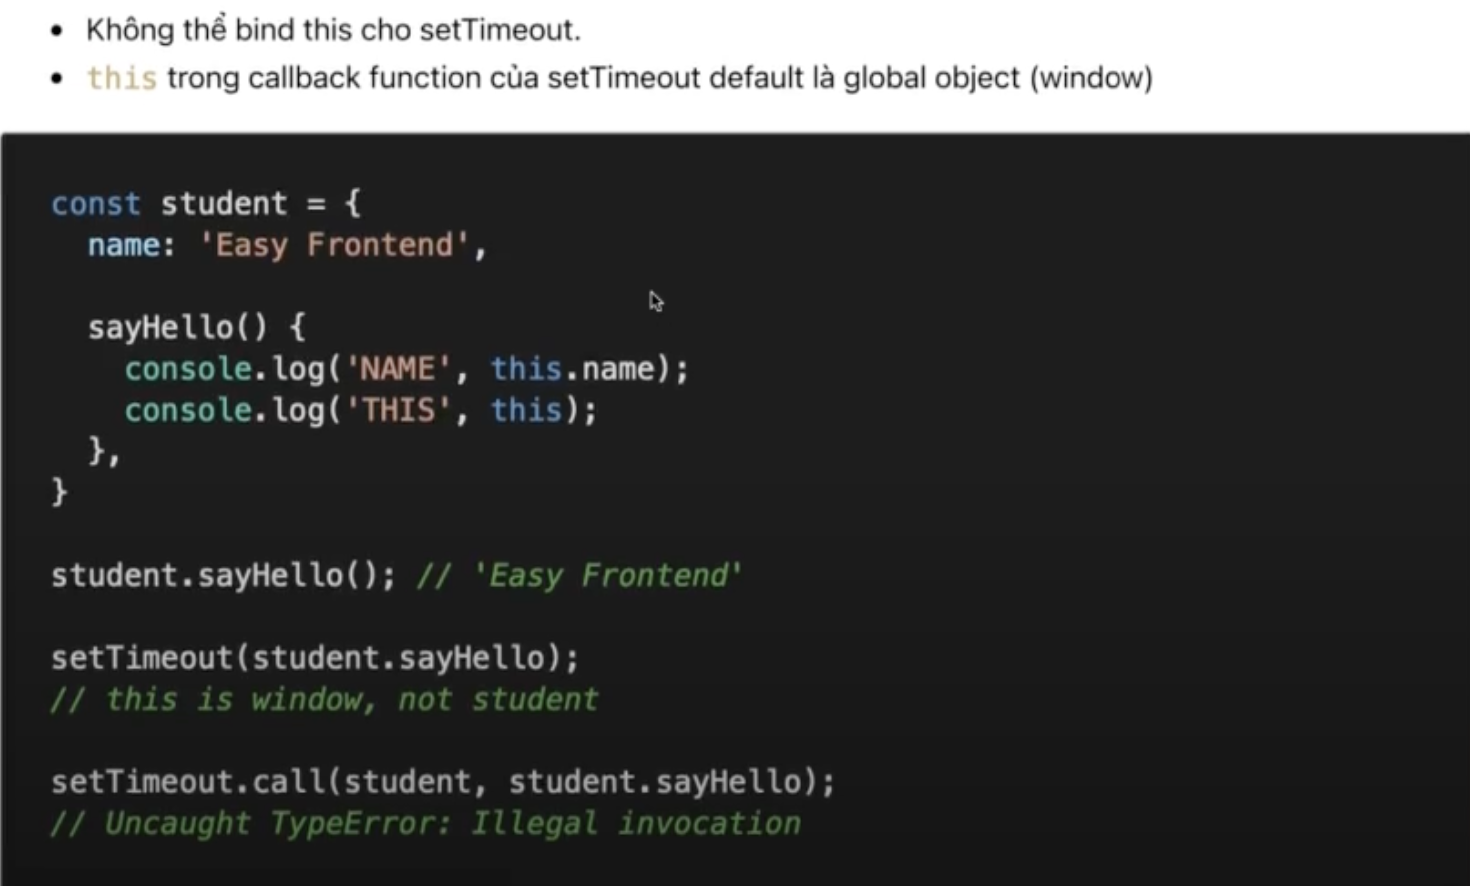 Không thể bind this cho setTimeout.
this trong callback function của setTimeout default là global object (window)
const student = {
  name: 'Easy Frontend',
  sayHello() {
    console.log('NAME', this.name);
    console.log('THIS', this);
  },
}
student.sayHello(); // 'Easy Frontend'
setTimeout(student.sayHello);
// this is window, not student
setTimeout.call(student, student.sayHello);
// Uncaught TypeError: Illegal invocation